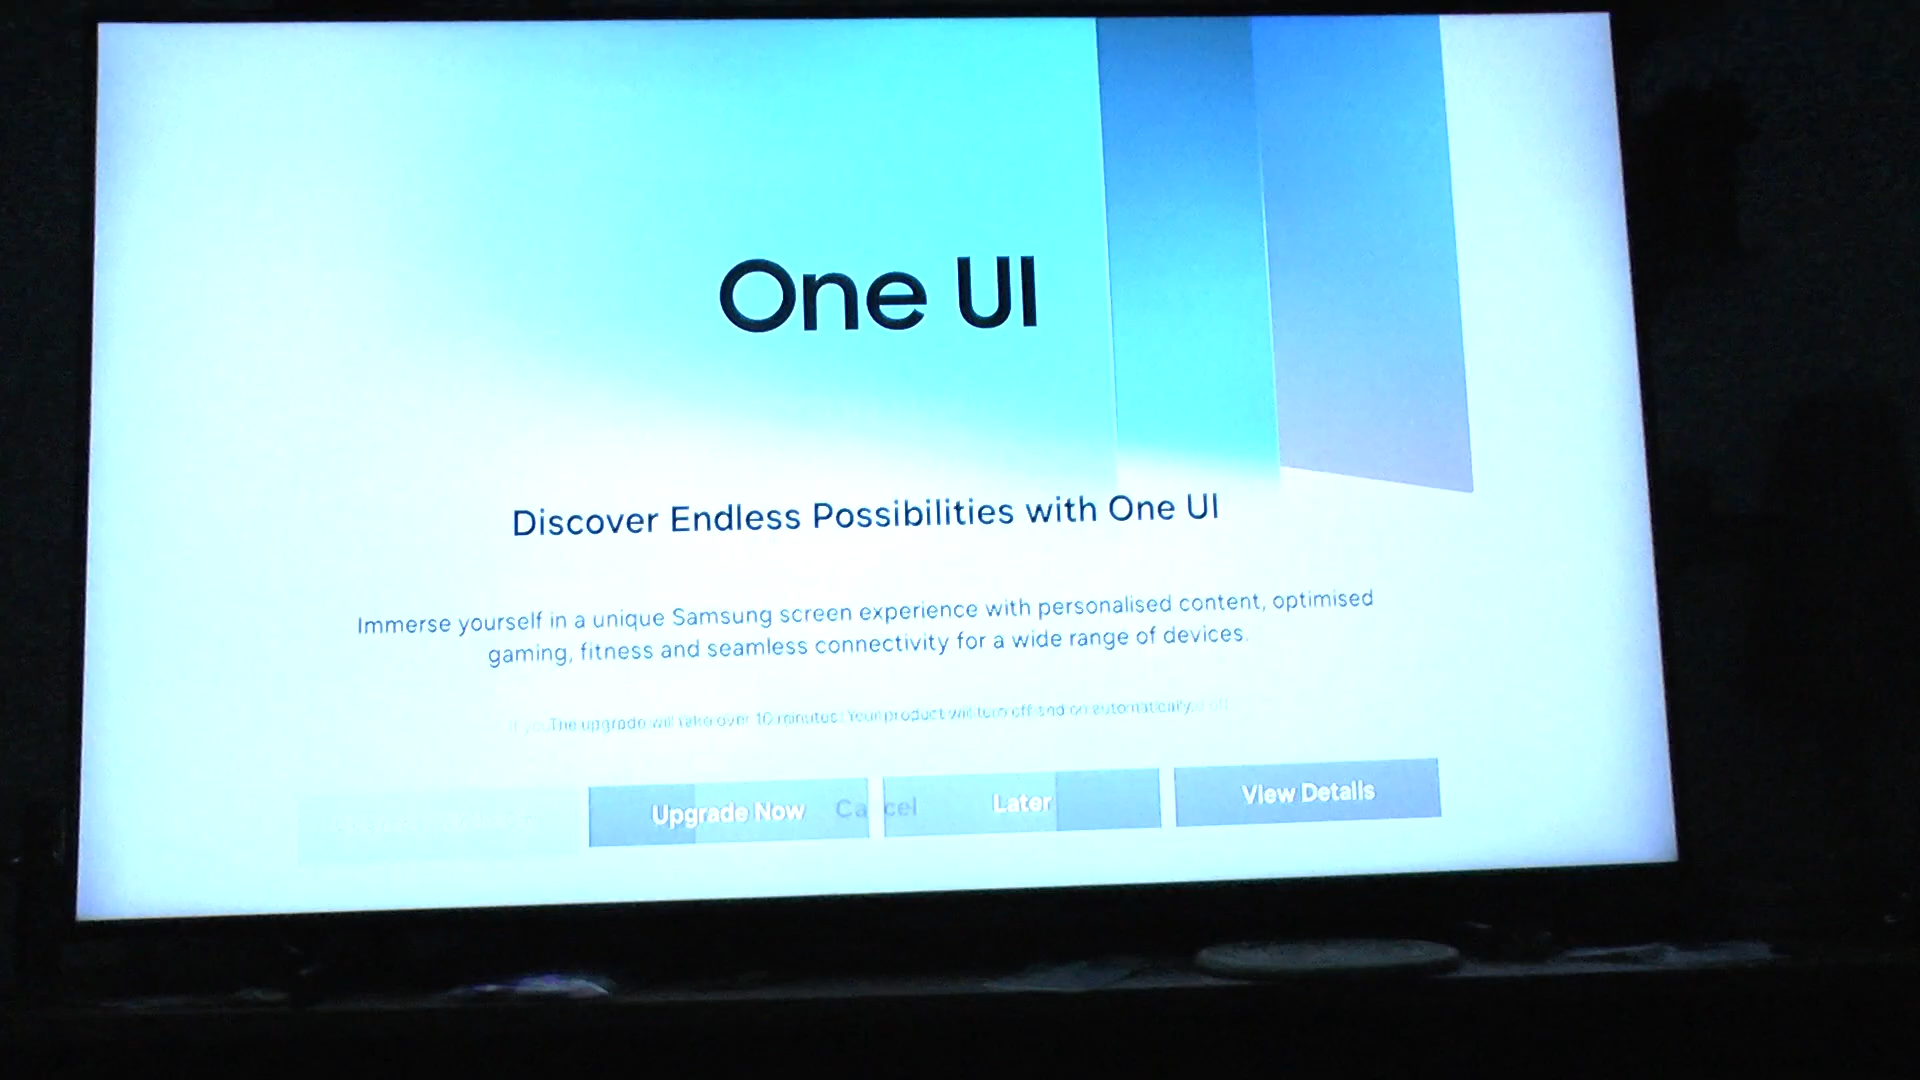 One UI
Discover Endless Possibilities with One UI
Immerse yourself in a unique Samsung screen experience with personalised content, optimised
gaming, fitness and seamless connectivity for a wide range of devices.
The upgrade will take over 10 minutes. Your product will turn off and on automatically.
Upgrade Now Cancel Later View Details